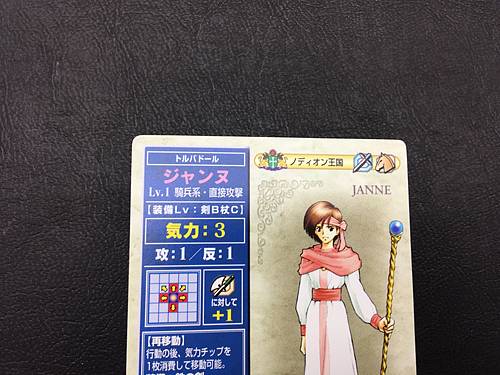 トルバドール
ジャンヌ
Lv.1 騎兵系・直接攻撃
【装備Lv：剣B杖C】
気力：3
攻：1／反：1
に対して
+1
【再移動】
行動の後、気力チップを
1枚消費して移動可能。
ノディオン王国
JANNE